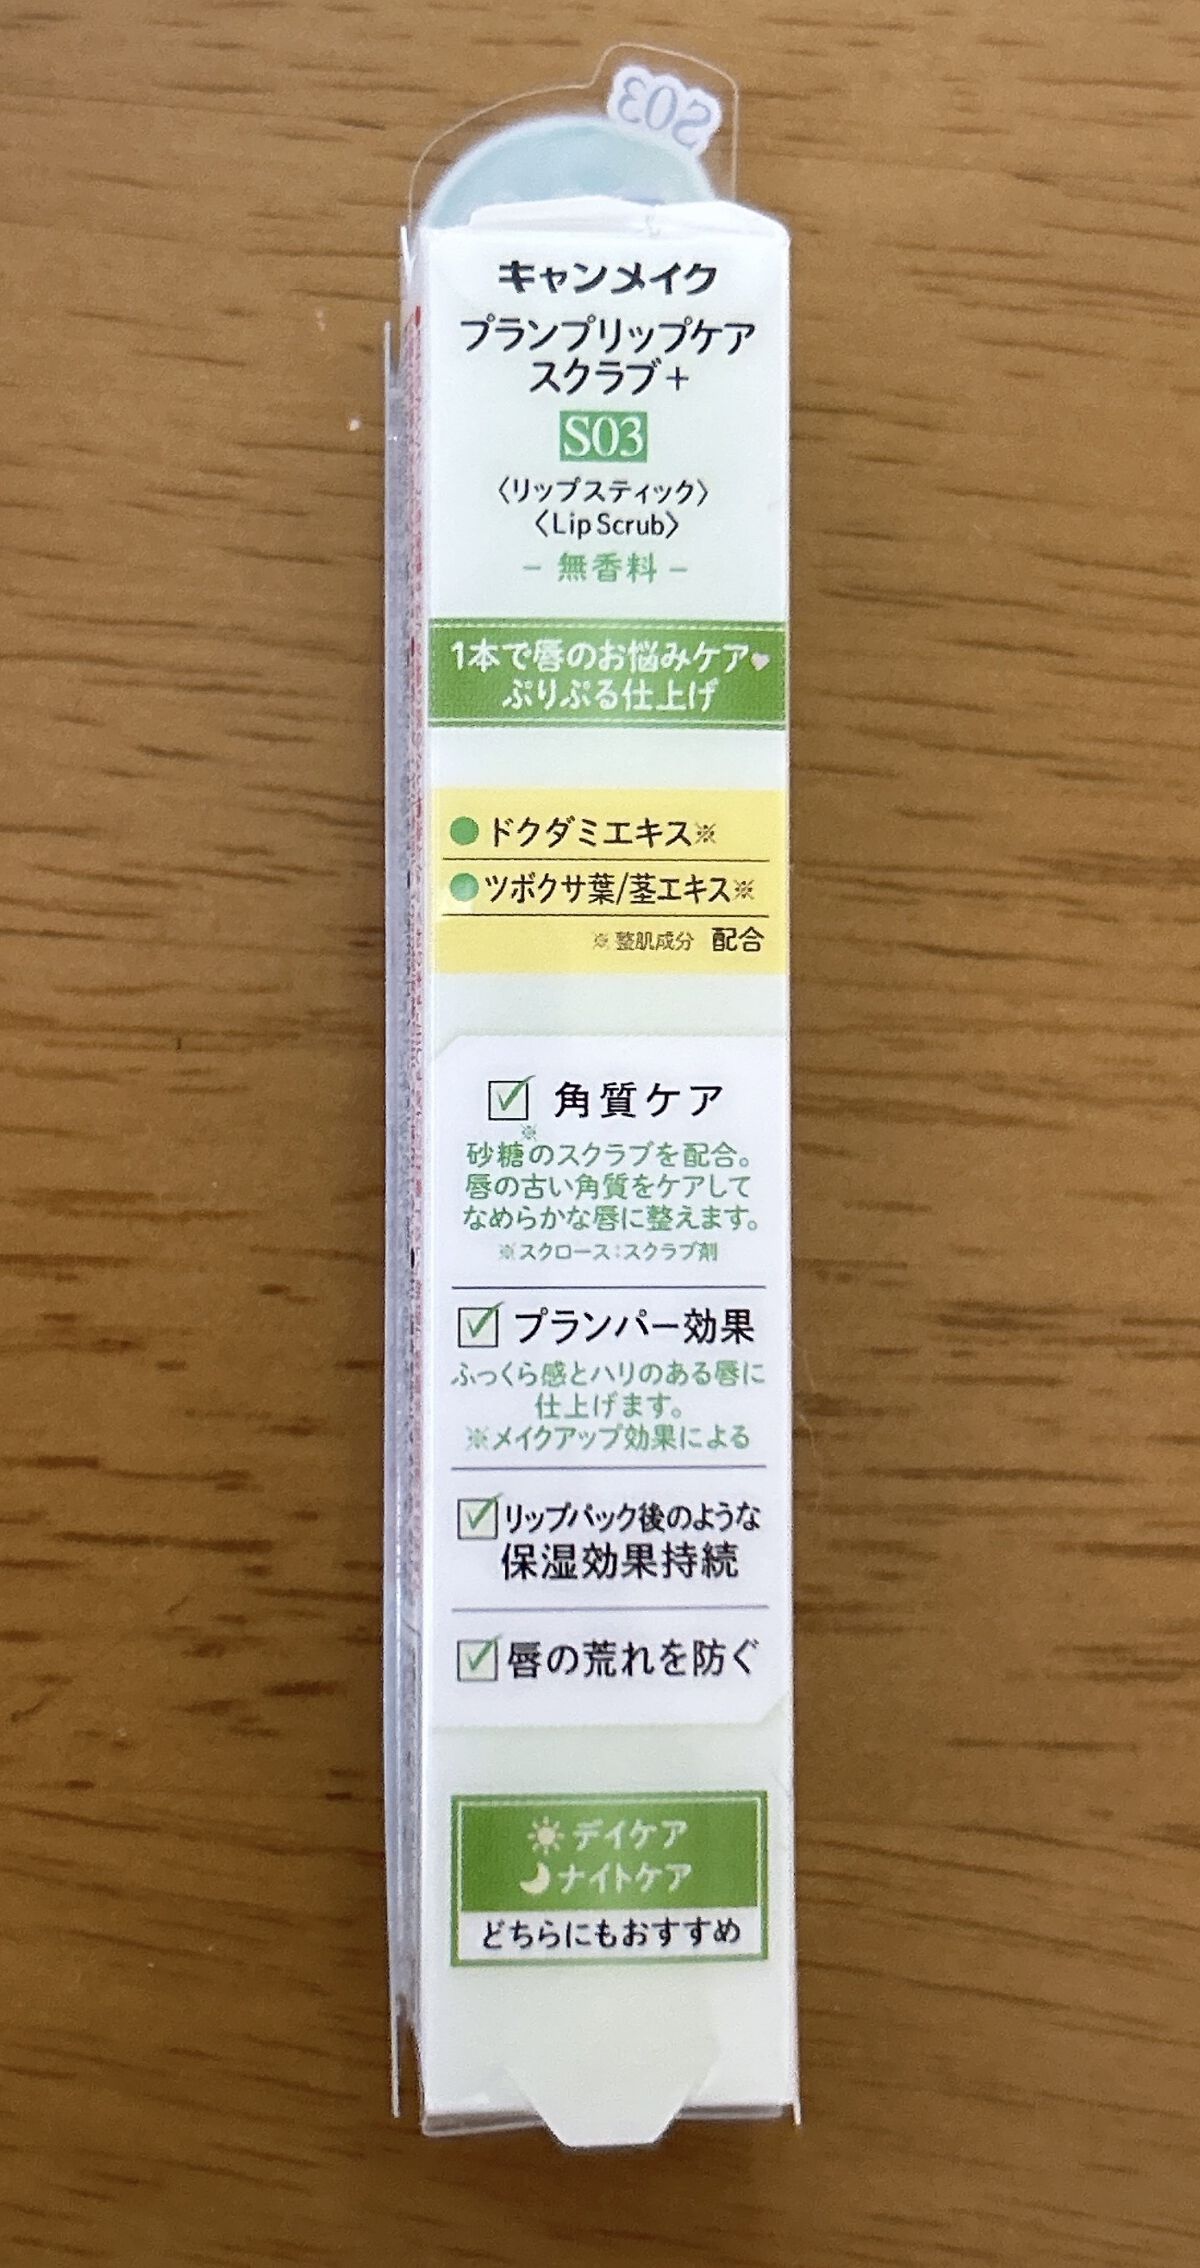 S03
キャンメイク
プランプリップケア
スクラブ+
S03
〈リップスティック〉
〈Lip Scrub〉
- 無香料 -
1本で唇のお悩みケア♥
ぷりぷる仕上げ
●ドクダミエキス※
●ツボクサ葉/茎エキス※
※整肌成分 配合
☑ 角質ケア
砂糖※のスクラブを配合。
唇の古い角質をケアして
なめらかな唇に整えます。
※スクロース:スクラブ剤
☑ プランパー効果
ふっくら感とハリのある唇に
仕上げます。
※メイクアップ効果による
☑ リップパック後のような
保湿効果持続
☑ 唇の荒れを防ぐ
デイケア
ナイトケア
どちらにもおすすめ